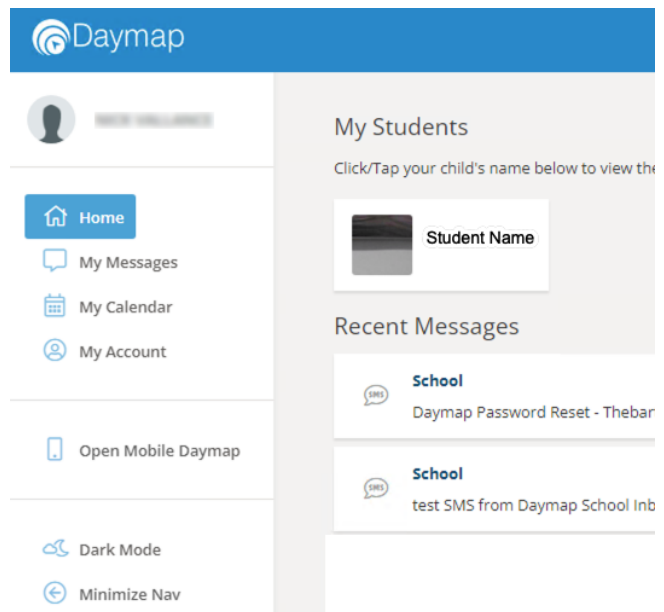 Daymap
My Students
Click/Tap your child's name below to view the
Home
Student Name
My Messages
My Calendar
Recent Messages
My Account
School
SMS
Daymap Password Reset - Thebar
Open Mobile Daymap
School
SMS
test SMS from Daymap School Inb
Dark Mode
Minimize Nav